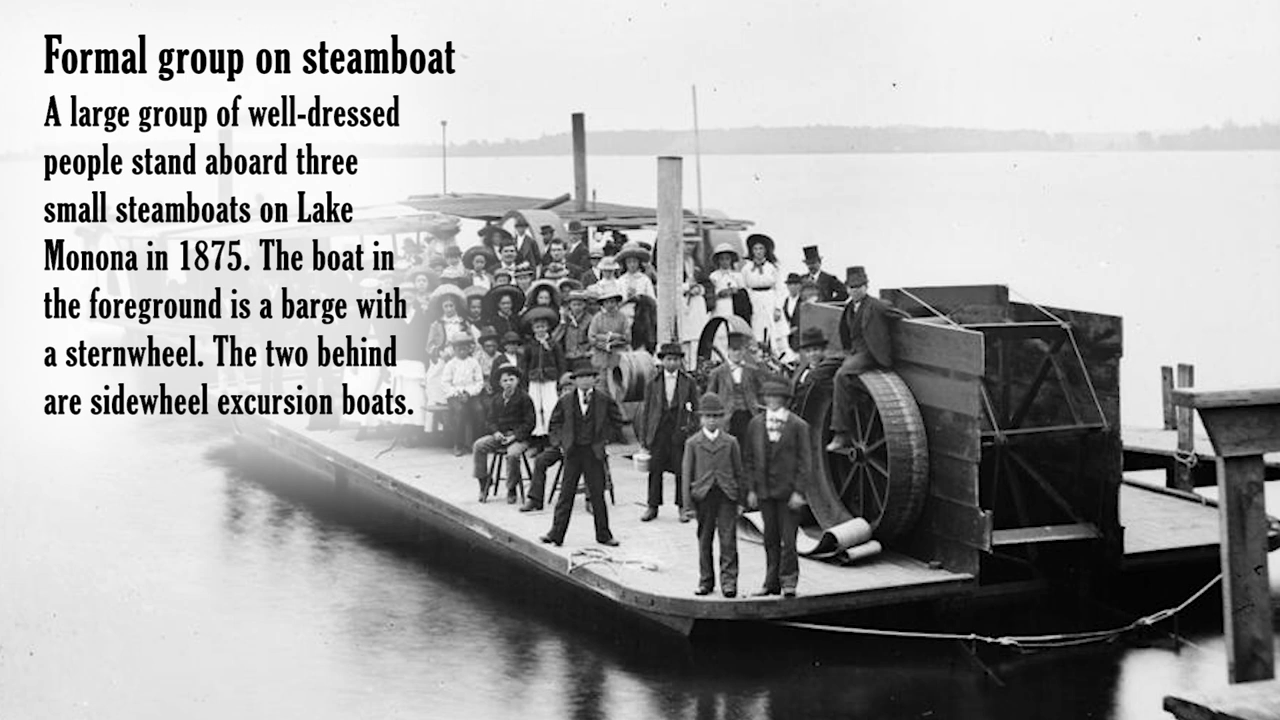 Formal group on steamboat
A large group of well-dressed
people stand aboard three
small steamboats on Lake
Monona in 1875. The boat in
the foreground is a barge with
a sternwheel. The two behind
are sidewheel excursion boats.